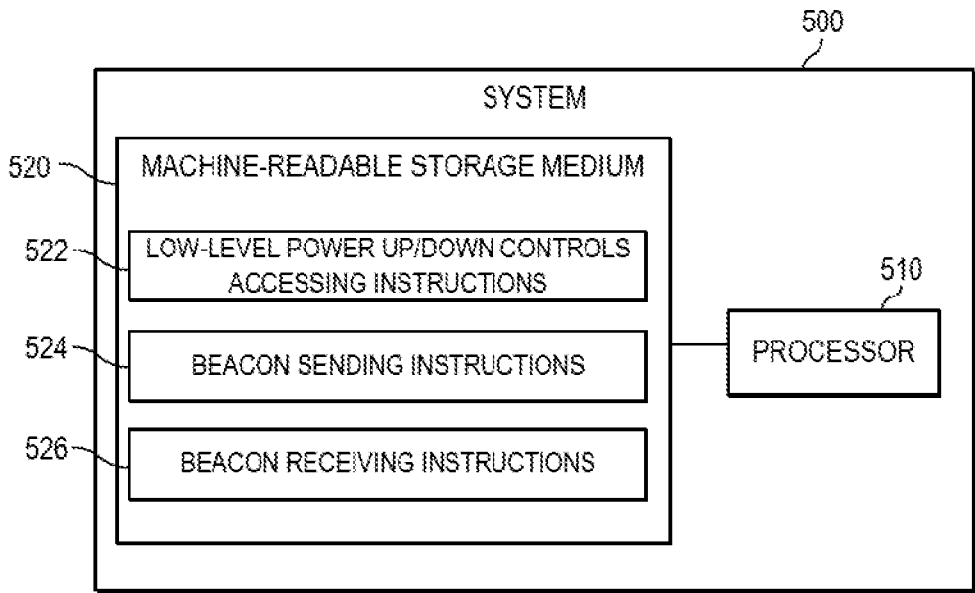 500
SYSTEM
520
MACHINE-READABLE STORAGE MEDIUM
522
LOW-LEVEL POWER UP/DOWN CONTROLS
ACCESSING INSTRUCTIONS
510
524
BEACON SENDING INSTRUCTIONS
PROCESSOR
526
BEACON RECEIVING INSTRUCTIONS